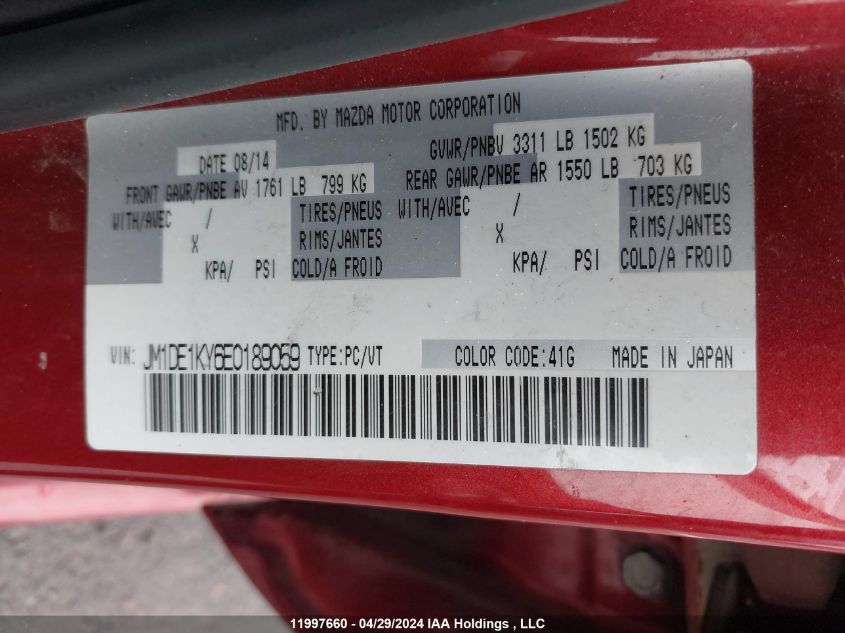 MFD. BY MAZDA MOTOR CORPORATION
DATE 08/14 GVWR/PNBV 3311 LB 1502 KG
FRONT GAWR/PNBE AV 1761 LB 799 KG REAR GAWR/PNBE AR 1550 LB 703 KG
WITH/AVEC / TIRES/PNEUS WITH/AVEC / TIRES/PNEUS
X RIMS/JANTES X RIMS/JANTES
KPA/ PSI COLD/A FROID KPA/ PSI COLD/A FROID
VIN: JM1DE1KY6E0189059 TYPE:PC/VT COLOR CODE:41G MADE IN JAPAN
11997660 - 04/29/2024 IAA Holdings , LLC